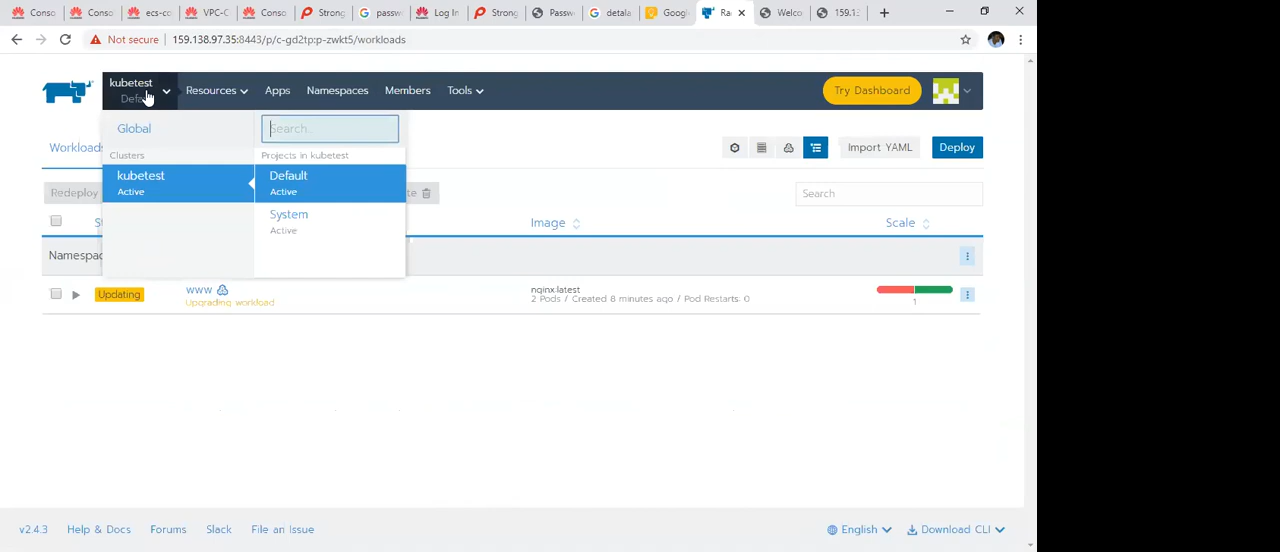 Conso
Conso
ecs-co
VPC-C
Conso
Strong
passw
Log In
Strong
Passw
detala
Google
Ra
Welco
159.13
Not secure
159.138.97.35:8443/p/c-gd2tp:p-zwkt5/workloads
kubetest
Resources
Apps
Namespaces
Members
Tools
Try Dashboard
Global
Search..
Clusters
Projects in kubetest
kubetest
Active
Default
Active
System
Active
Workloads
Import YAML
Deploy
Redeploy
Search
Image
Scale
Namespac
Updating
www
Upgrading workload
nginx:latest
2 Pods / Created 8 minutes ago / Pod Restarts: 0
1
v2.4.3
Help & Docs
Forums
Slack
File an Issue
English
Download CLI